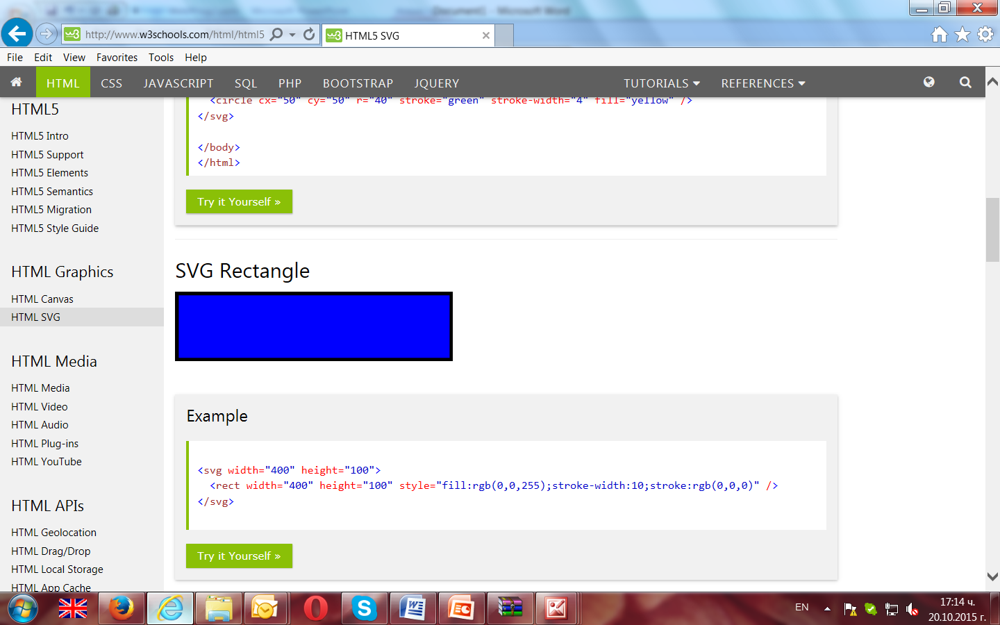 http://www.w3schools.com/html/html5
HTML5 SVG
File Edit View Favorites Tools Help
HTML CSS JAVASCRIPT SQL PHP BOOTSTRAP JQUERY TUTORIALS REFERENCES
HTML5
HTML5 Intro
HTML5 Support
HTML5 Elements
HTML5 Semantics
HTML5 Migration
HTML5 Style Guide
HTML Graphics
HTML Canvas
HTML SVG
HTML Media
HTML Media
HTML Video
HTML Audio
HTML Plug-ins
HTML YouTube
HTML APIs
HTML Geolocation
HTML Drag/Drop
HTML Local Storage
HTML App Cache
<circle cx="50" cy="50" r="40" stroke="green" stroke-width="4" fill="yellow" />
</svg>
</body>
</html>
Try it Yourself »
SVG Rectangle
Example
<svg width="400" height="100">
<rect width="400" height="100" style="fill:rgb(0,0,255);stroke-width:10;stroke:rgb(0,0,0)" />
</svg>
Try it Yourself »
EN
17:14 ч.
20.10.2015 г.